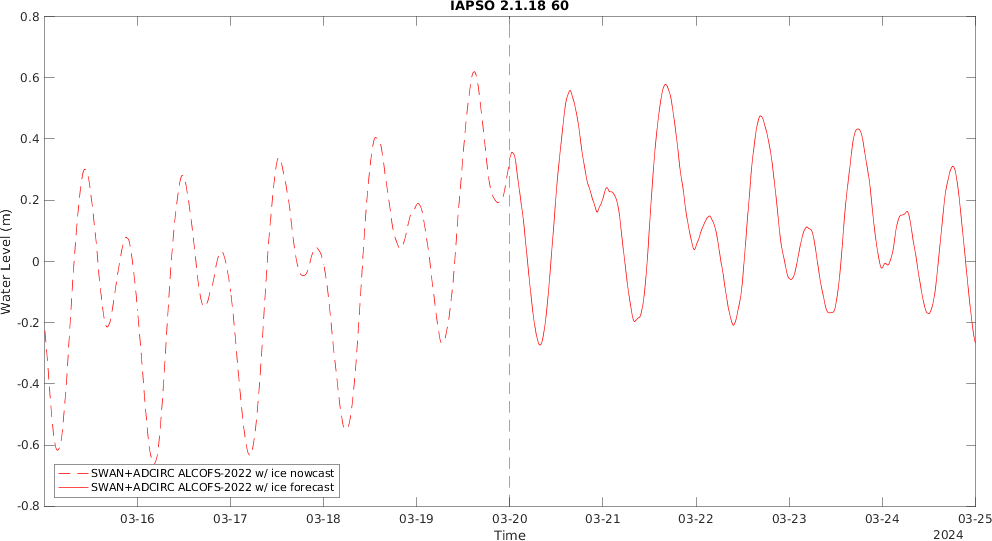 IAPSO 2.1.18 60
0.8
0.6
0.4
0.2
0
-0.2
-0.4
-0.6
-0.8
Water Level (m)
SWAN+ADCIRC ALCOFS-2022 w/ ice nowcast
SWAN+ADCIRC ALCOFS-2022 w/ ice forecast
03-16 03-17 03-18 03-19 03-20 03-21 03-22 03-23 03-24 03-25
Time
2024